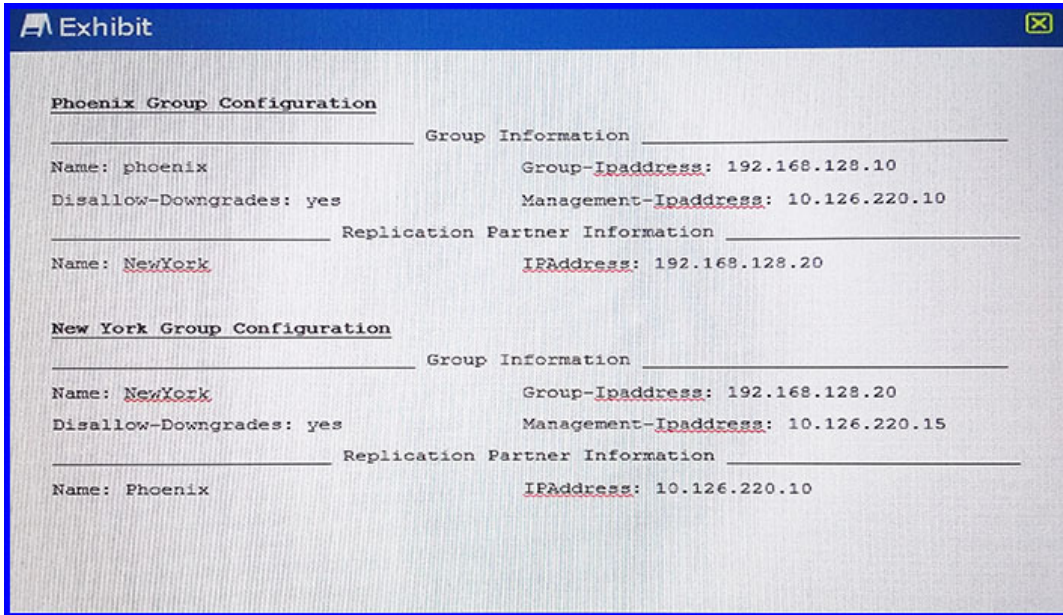 Exhibit
Phoenix Group Configuration
Group Information
Name: phoenix Group-Ipaddress: 192.168.128.10
Disallow-Downgrades: yes Management-Ipaddress: 10.126.220.10
Replication Partner Information
Name: NewYork IPAddress: 192.168.128.20
New York Group Configuration
Group Information
Name: NewYork Group-Ipaddress: 192.168.128.20
Disallow-Downgrades: yes Management-Ipaddress: 10.126.220.15
Replication Partner Information
Name: Phoenix IPAddress: 10.126.220.10